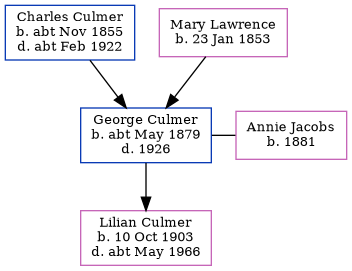 Charles Culmer
b. abt Nov 1855
d. abt Feb 1922
Mary Lawrence
b. 23 Jan 1853
George Culmer
b. abt May 1879
d. 1926
Annie Jacobs
b. 1881
Lilian Culmer
b. 10 Oct 1903
d. abt May 1966